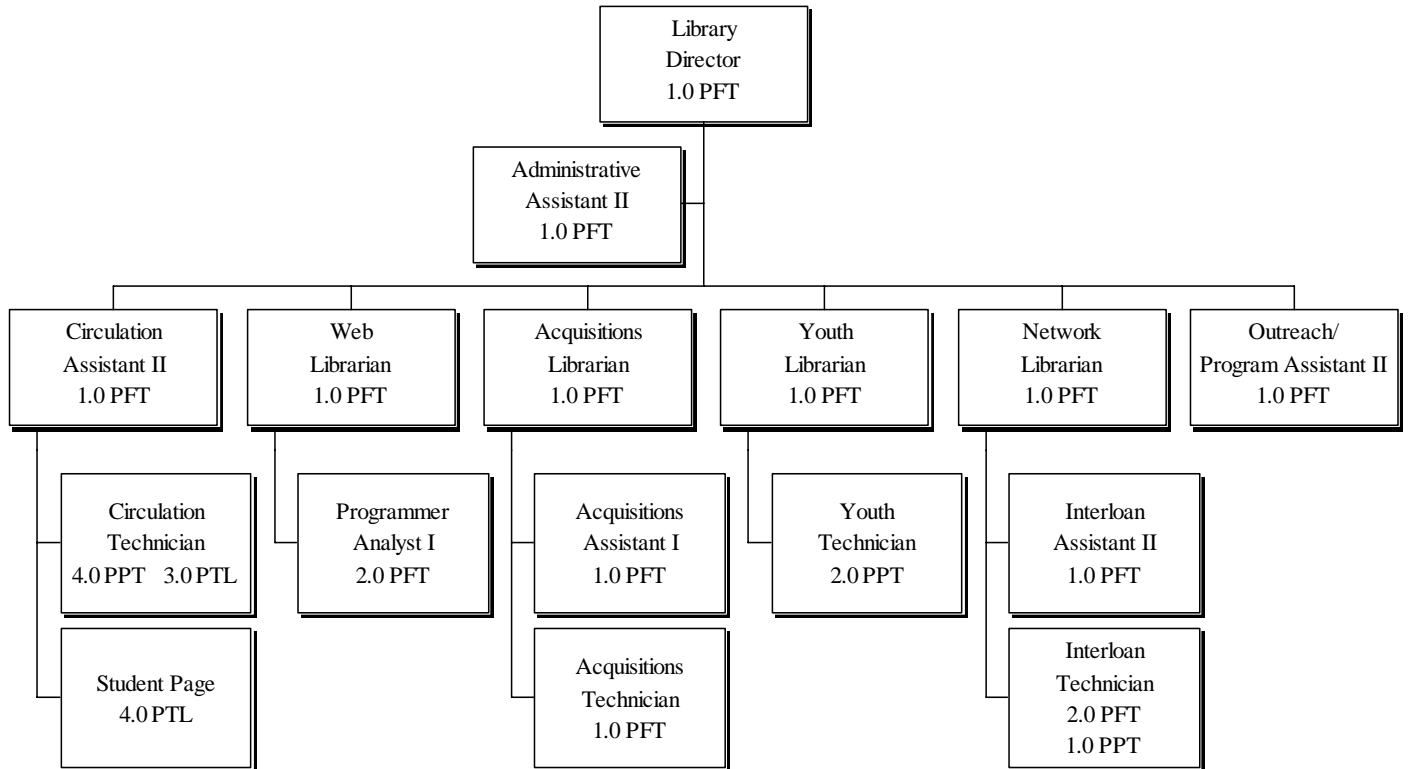 Library
Director
1.0 PFT
Administrative
Assistant II
1.0 PFT
Circulation
Assistant II
1.0 PFT
Web
Librarian
1.0 PFT
Acquisitions
Librarian
1.0 PFT
Youth
Librarian
1.0 PFT
Network
Librarian
1.0 PFT
Outreach/
Program Assistant II
1.0 PFT
Circulation
Technician
4.0 PPT 3.0 PTL
Programmer
Analyst I
2.0 PFT
Acquisitions
Assistant I
1.0 PFT
Youth
Technician
2.0 PPT
Interloan
Assistant II
1.0 PFT
Student Page
4.0 PTL
Acquisitions
Technician
1.0 PFT
Interloan
Technician
2.0 PFT
1.0 PPT